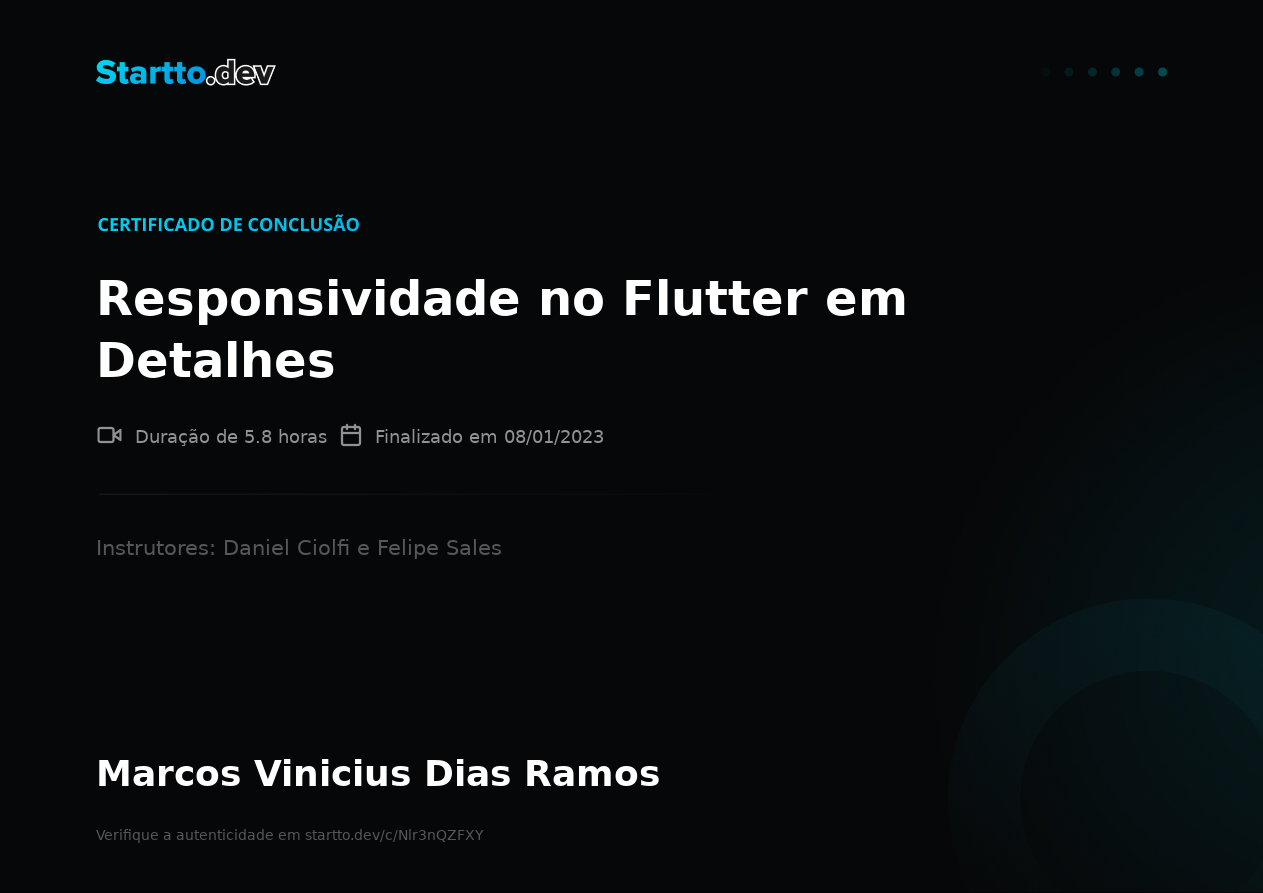 Startto.dev
CERTIFICADO DE CONCLUSÃO
Responsividade no Flutter em
Detalhes
Duração de 5.8 horas Finalizado em 08/01/2023
Instrutores: Daniel Ciolfi e Felipe Sales
Marcos Vinicius Dias Ramos
Verifique a autenticidade em startto.dev/c/Nlr3nQZFXY